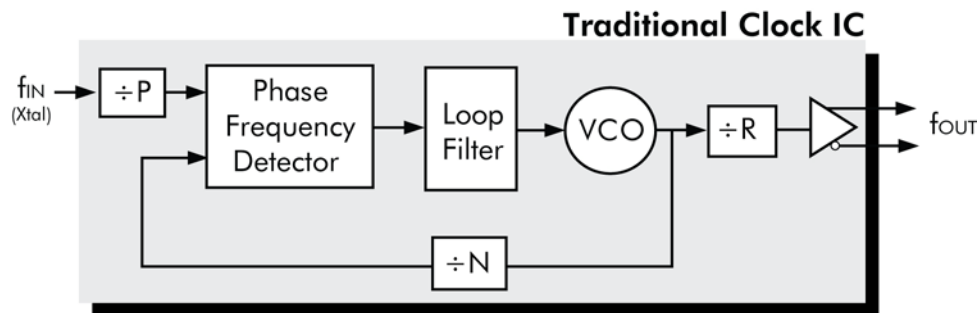 Traditional Clock IC
fIN
(Xtal)
÷P
Phase
Frequency
Detector
Loop
Filter
VCO
÷R
fOUT
÷N